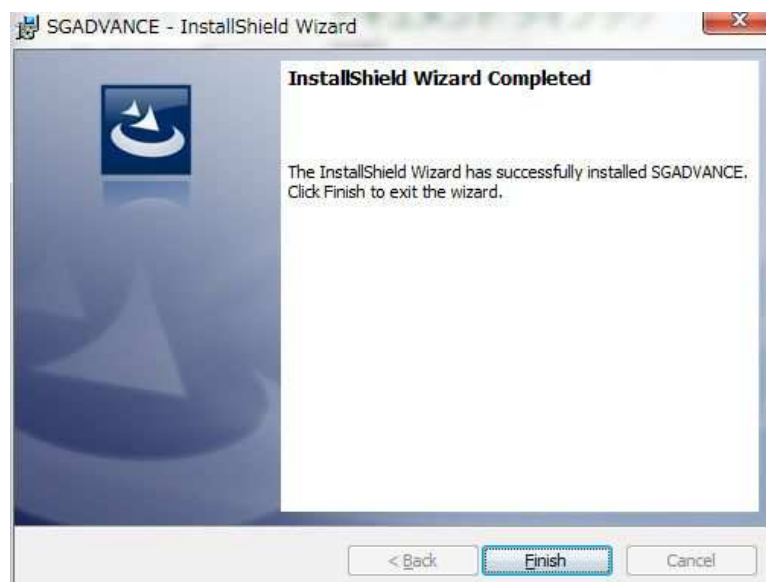 SGADVANCE - InstallShield Wizard
InstallShield Wizard Completed
The InstallShield Wizard has successfully installed SGADVANCE.
Click Finish to exit the wizard.
< Back
Finish
Cancel